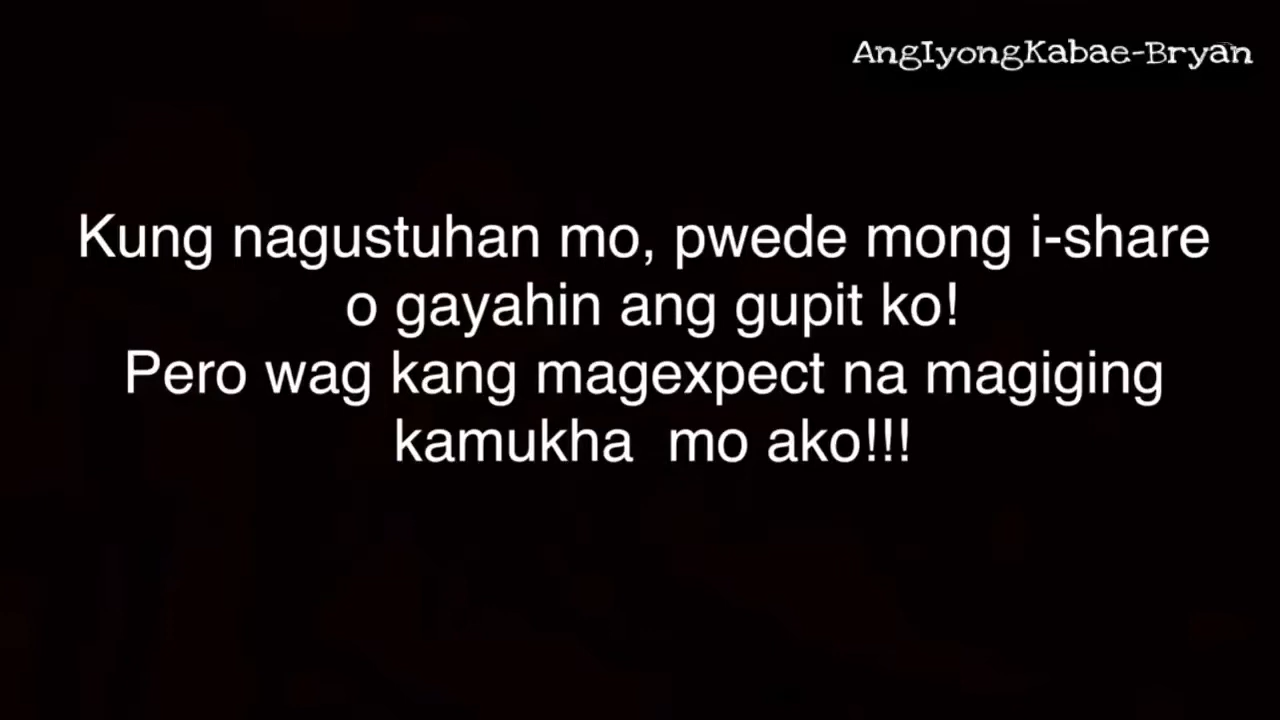 AngIyongKabae-Bryan
Kung nagustuhan mo, pwede mong i-share
o gayahin ang gupit ko!
Pero wag kang magexpect na magiging
kamukha  mo ako!!!